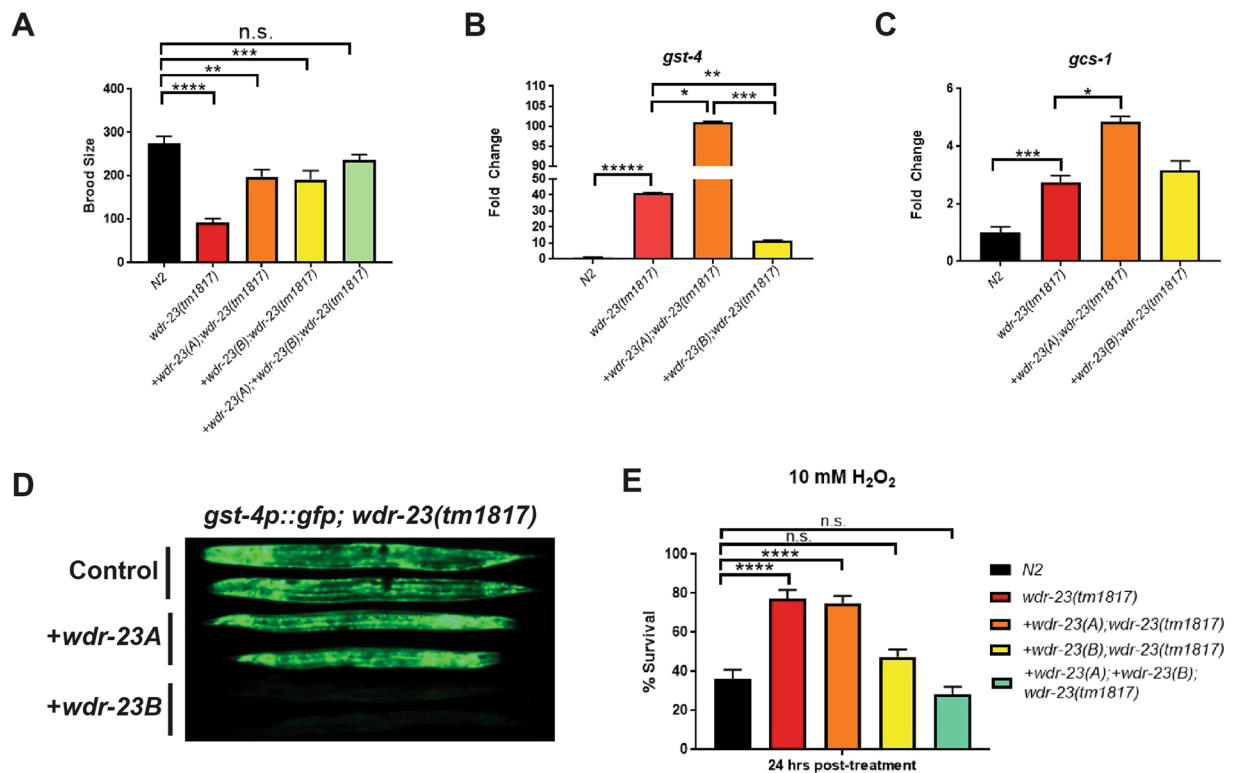 A
n.s.
***
**
****
Brood Size
400
300
200
100
0
N2
wdr-23(tm1817)
+wdr-23(A);wdr-23(tm1817)
+wdr-23(B);wdr-23(tm1817)
+wdr-23(A);+wdr-23(B);wdr-23(tm1817)
B
gst-4
**
*
***
*****
Fold Change
110
105
100
95
90
50
40
30
20
10
0
N2
wdr-23(tm1817)
+wdr-23(A);wdr-23(tm1817)
+wdr-23(B);wdr-23(tm1817)
C
gcs-1
*
***
Fold Change
6
4
2
0
N2
wdr-23(tm1817)
+wdr-23(A);wdr-23(tm1817)
+wdr-23(B);wdr-23(tm1817)
D
gst-4p::gfp; wdr-23(tm1817)
Control
+wdr-23A
+wdr-23B
E
10 mM H₂O₂
n.s.
n.s.
****
****
% Survival
100
80
60
40
20
0
24 hrs post-treatment
N2
wdr-23(tm1817)
+wdr-23(A);wdr-23(tm1817)
+wdr-23(B);wdr-23(tm1817)
+wdr-23(A);+wdr-23(B);
wdr-23(tm1817)